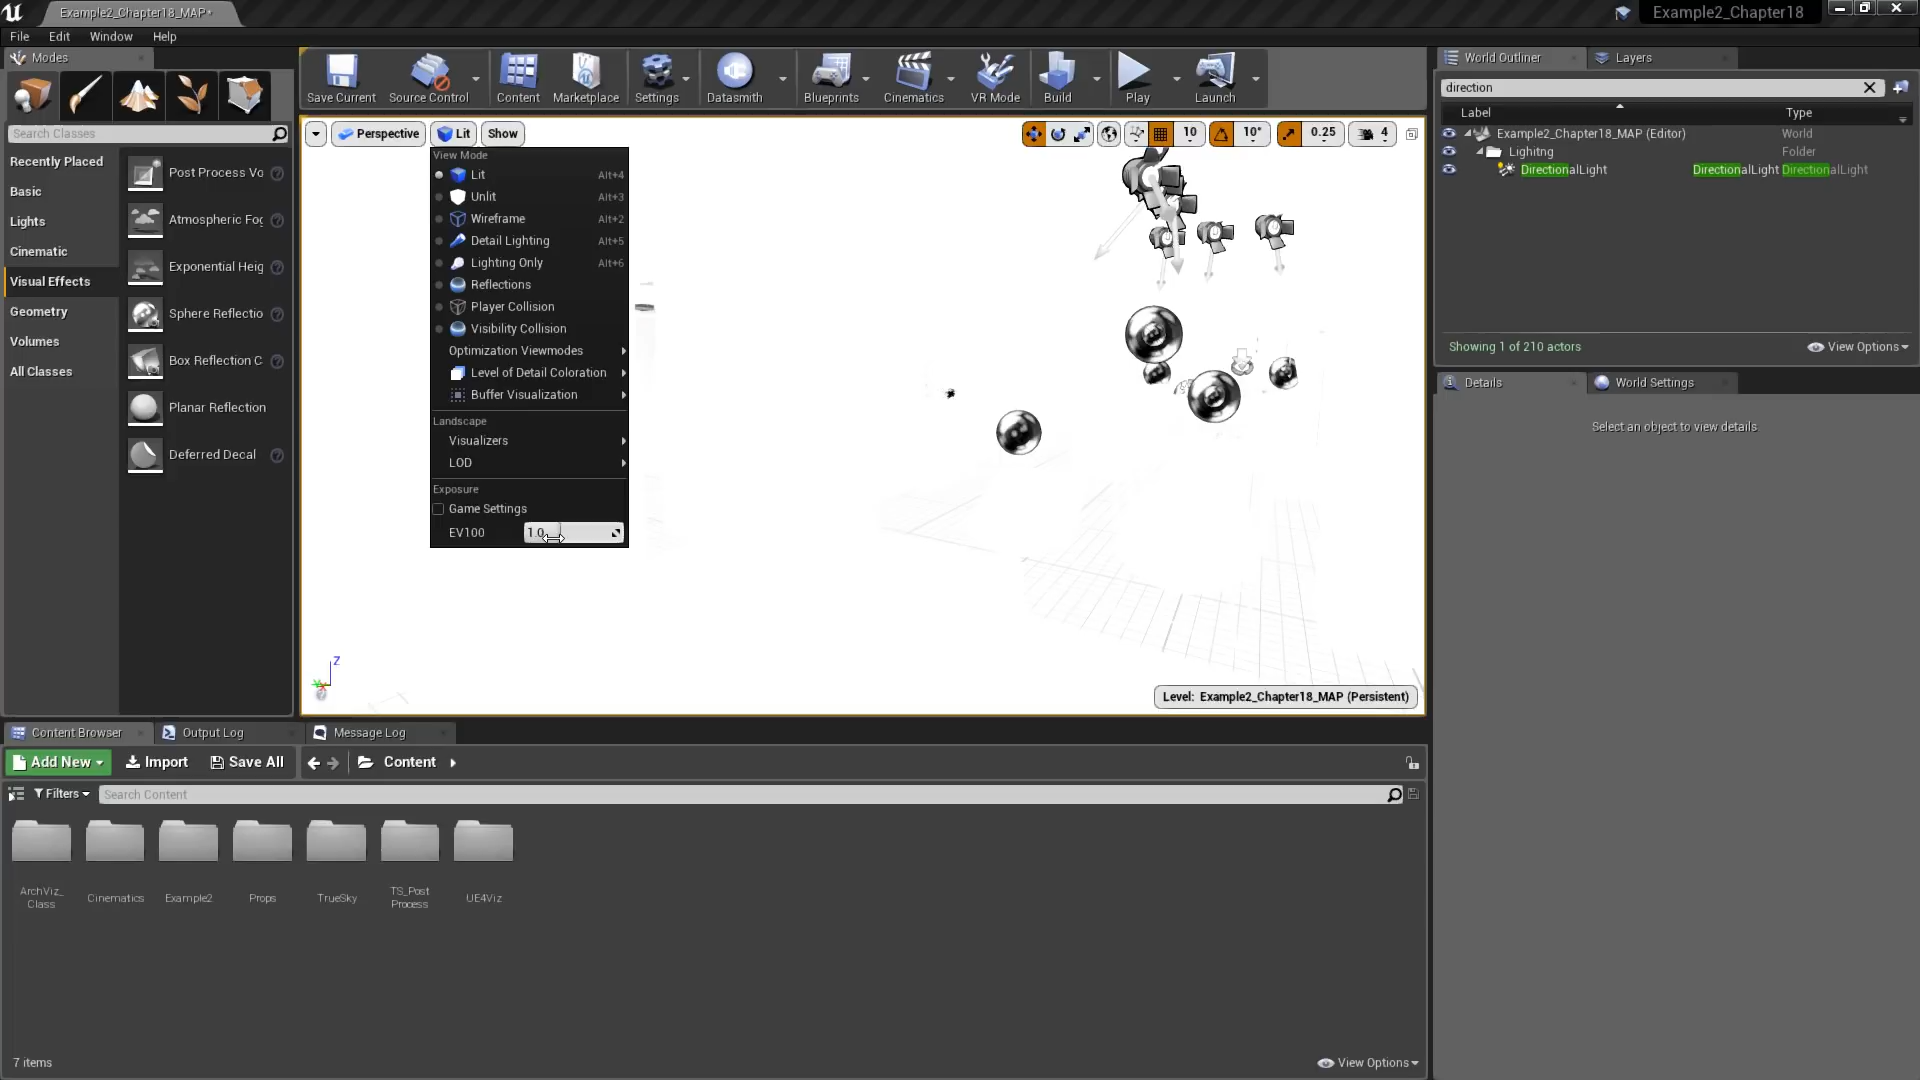 Example2_Chapter18_MAP*
Example2_Chapter18
File Edit Window Help
Modes
Search Classes
Recently Placed
Basic
Lights
Cinematic
Visual Effects
Geometry
Volumes
All Classes
Post Process Vo
Atmospheric Fog
Exponential Heig
Sphere Reflectio
Box Reflection C
Planar Reflection
Deferred Decal
Save Current
Source Control
Content
Marketplace
Settings
Datasmith
Blueprints
Cinematics
VR Mode
Build
Play
Launch
Perspective
Lit
Show
10
10°
0.25
4
View Mode
Lit Alt+4
Unlit Alt+3
Wireframe Alt+2
Detail Lighting Alt+5
Lighting Only Alt+6
Reflections
Player Collision
Visibility Collision
Optimization Viewmodes
Level of Detail Coloration
Buffer Visualization
Landscape
Visualizers
LOD
Exposure
Game Settings
EV100 1.0
Z
Level: Example2_Chapter18_MAP (Persistent)
World Outliner
Layers
direction
Label Type
Example2_Chapter18_MAP (Editor) World
Lighitng Folder
DirectionalLight DirectionalLight DirectionalLight
Showing 1 of 210 actors
View Options
Details
World Settings
Select an object to view details.
Content Browser
Output Log
Message Log
Add New
Import
Save All
Content
Filters
Search Content
ArchViz_
Class
Cinematics
Example2
Props
TrueSky
TS_Post
Process
UE4Viz
7 items
View Options